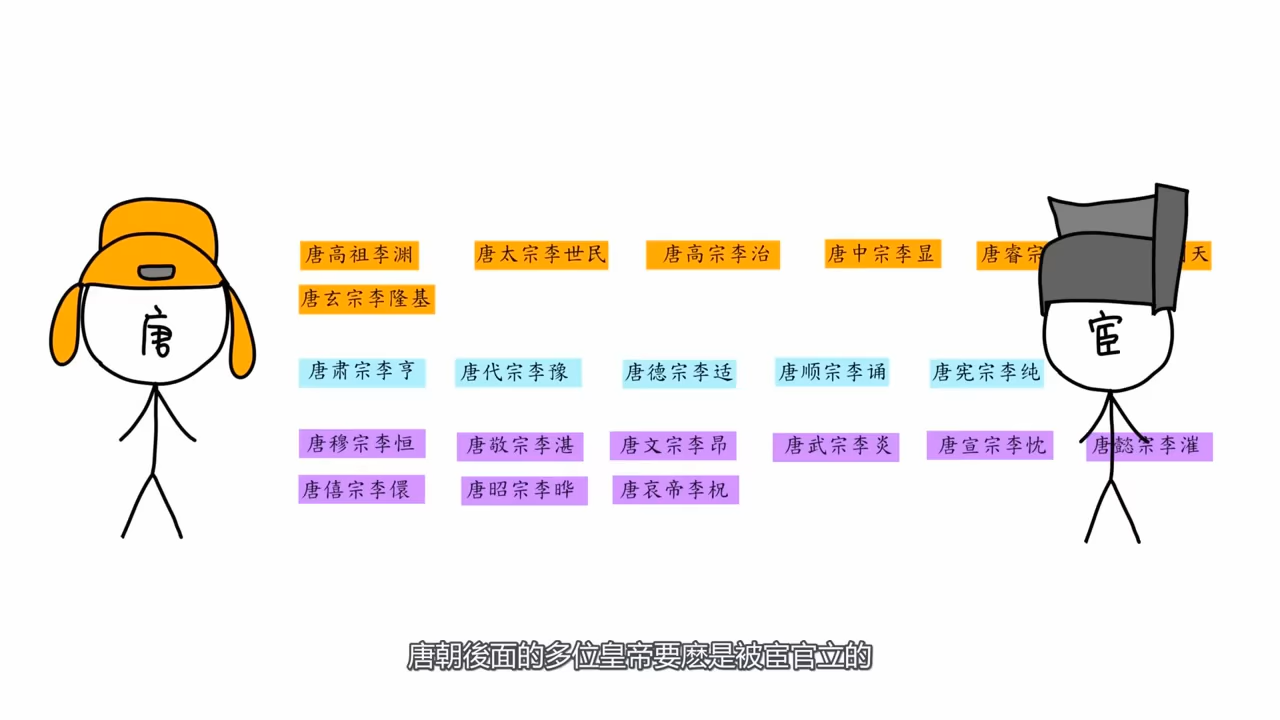 唐高祖李渊 唐太宗李世民 唐高宗李治 唐中宗李显 唐睿宗 天
唐玄宗李隆基
唐
宦
唐肃宗李亨 唐代宗李豫 唐德宗李适 唐顺宗李诵 唐宪宗李纯
唐穆宗李恒 唐敬宗李湛 唐文宗李昂 唐武宗李炎 唐宣宗李忱 唐懿宗李漼
唐僖宗李儇 唐昭宗李晔 唐哀帝李柷
唐朝後面的多位皇帝要麽是被宦官立的